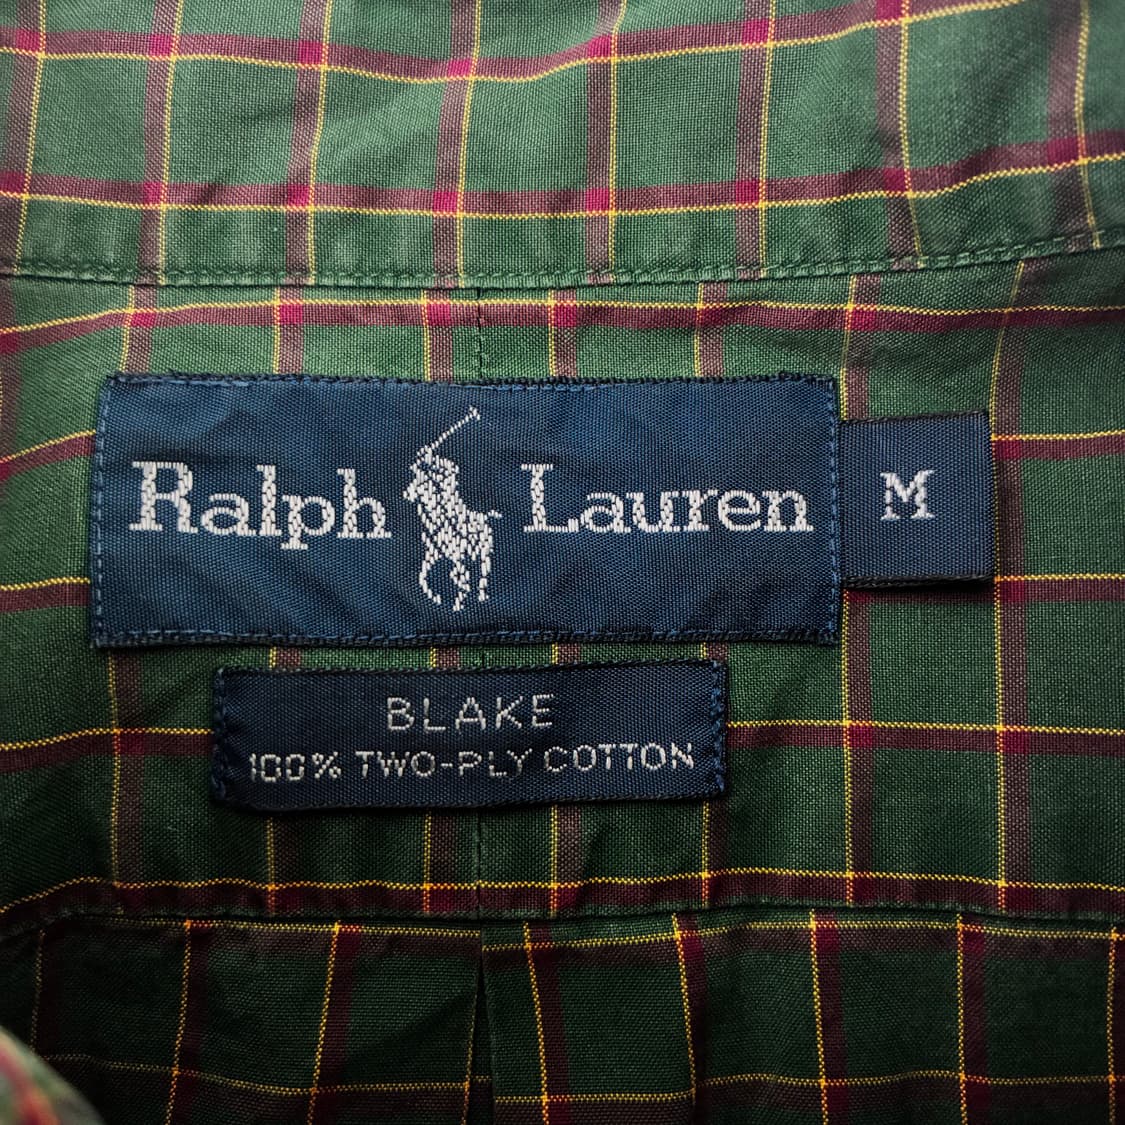 Ralph Lauren
M
BLAKE
100% TWO-PLY COTTON